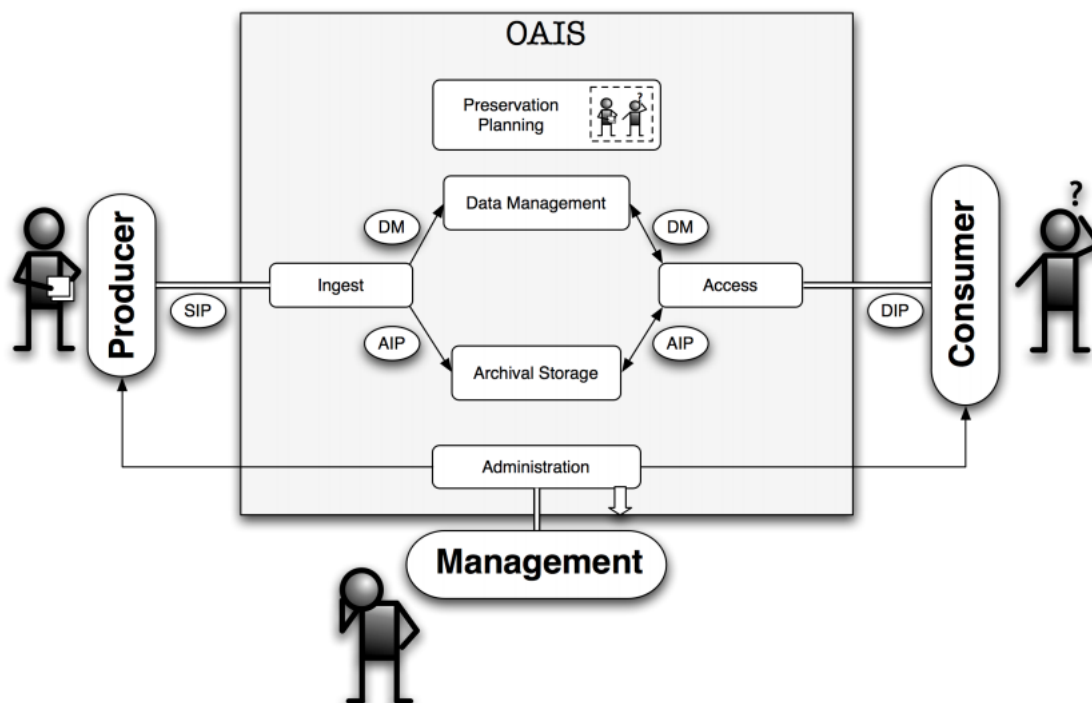 OAIS
Preservation
Planning
?
Data Management
DM
DM
Producer
SIP
Ingest
Access
DIP
Consumer
?
AIP
AIP
Archival Storage
Administration
Management